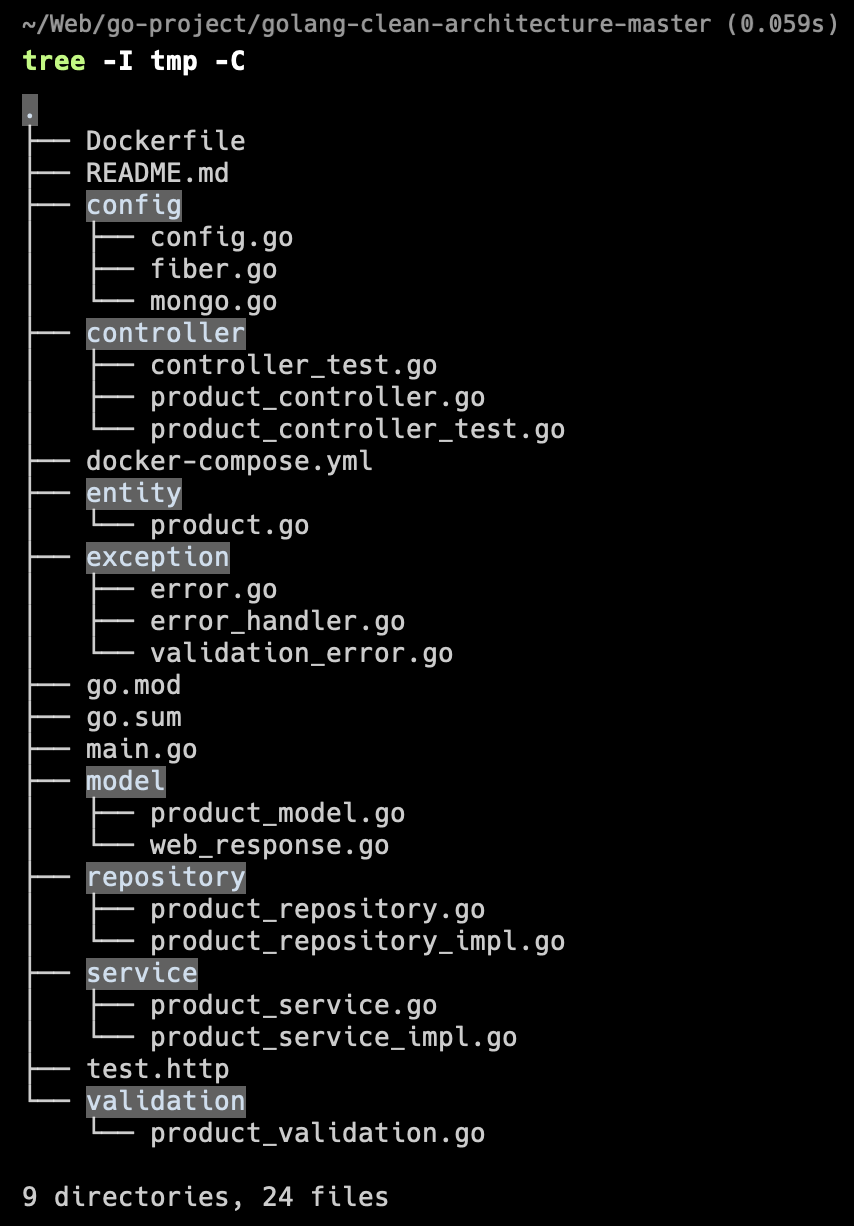 ~/Web/go-project/golang-clean-architecture-master (0.059s)
tree -I tmp -C
.
├── Dockerfile
├── README.md
├── config
│   ├── config.go
│   ├── fiber.go
│   └── mongo.go
├── controller
│   ├── controller_test.go
│   ├── product_controller.go
│   └── product_controller_test.go
├── docker-compose.yml
├── entity
│   └── product.go
├── exception
│   ├── error.go
│   ├── error_handler.go
│   └── validation_error.go
├── go.mod
├── go.sum
├── main.go
├── model
│   ├── product_model.go
│   └── web_response.go
├── repository
│   ├── product_repository.go
│   └── product_repository_impl.go
├── service
│   ├── product_service.go
│   └── product_service_impl.go
├── test.http
└── validation
    └── product_validation.go
9 directories, 24 files